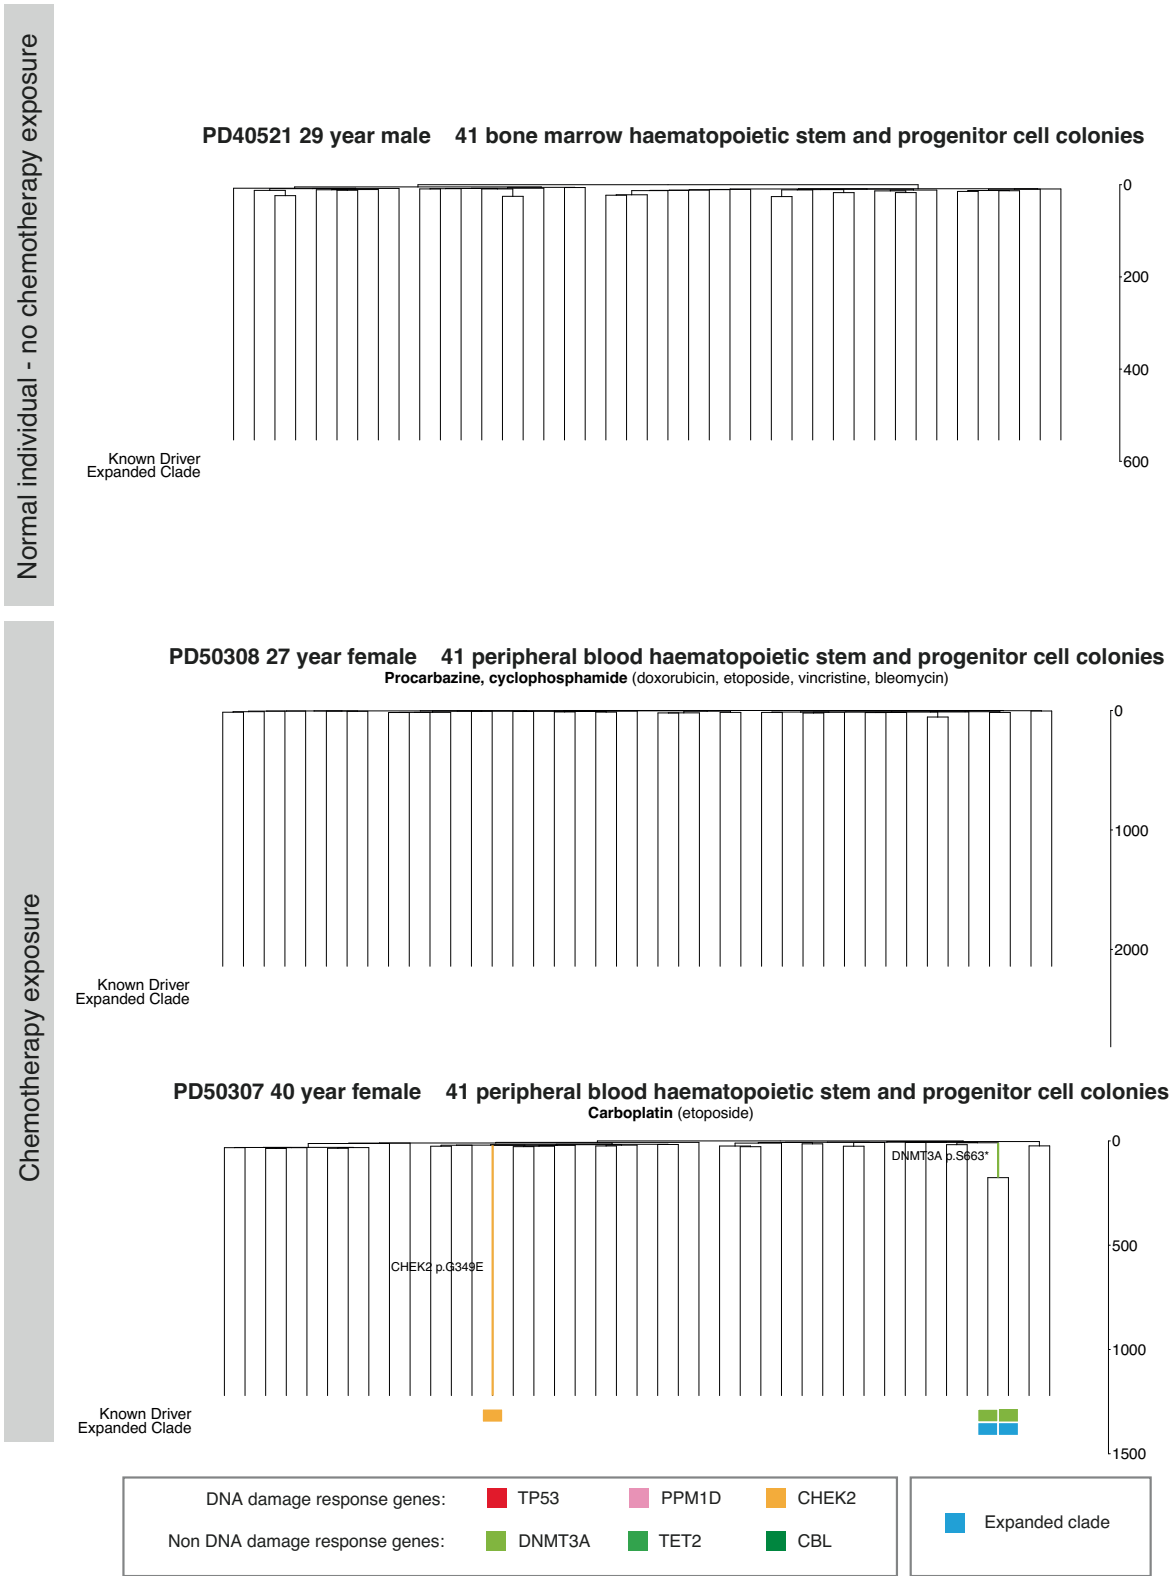 Normal individual - no chemotherapy exposure
PD40521 29 year male 41 bone marrow haematopoietic stem and progenitor cell colonies
0
200
400
600
Known Driver
Expanded Clade
Chemotherapy exposure
PD50308 27 year female 41 peripheral blood haematopoietic stem and progenitor cell colonies
Procarbazine, cyclophosphamide (doxorubicin, etoposide, vincristine, bleomycin)
0
1000
2000
Known Driver
Expanded Clade
PD50307 40 year female 41 peripheral blood haematopoietic stem and progenitor cell colonies
Carboplatin (etoposide)
0
DNMT3A p.S663*
500
CHEK2 p.G349E
1000
Known Driver
Expanded Clade
1500
DNA damage response genes: TP53 PPM1D CHEK2
Non DNA damage response genes: DNMT3A TET2 CBL
Expanded clade